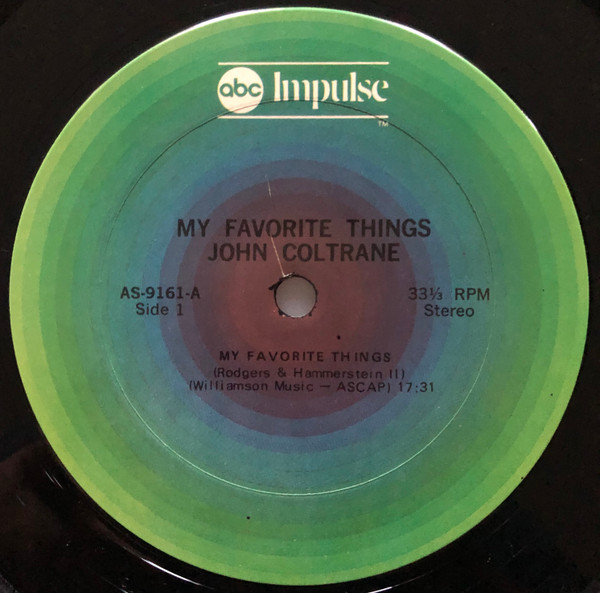 abc Impulse
TM
MY FAVORITE THINGS
JOHN COLTRANE
AS-9161-A
Side 1
33⅓ RPM
Stereo
MY FAVORITE THINGS
(Rodgers & Hammerstein II)
(Williamson Music — ASCAP) 17:31